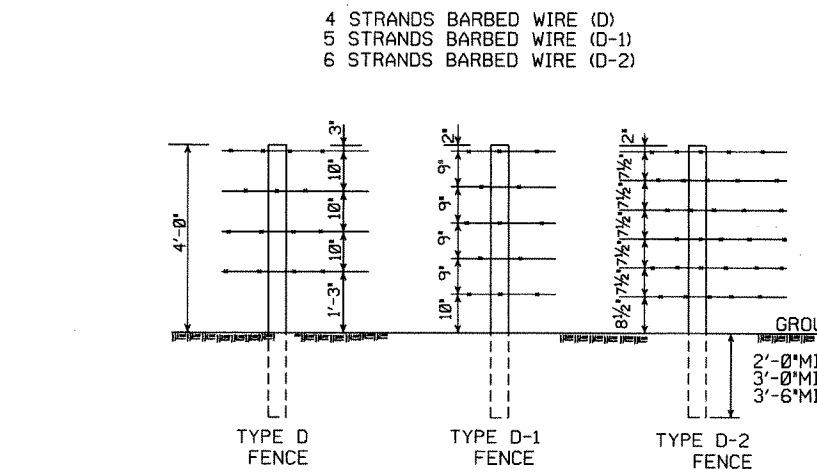 4 STRANDS BARBED WIRE (D)
5 STRANDS BARBED WIRE (D-1)
6 STRANDS BARBED WIRE (D-2)
4'-0"
3"
10"
10"
10"
1'-3"
2"
9"
9"
9"
9"
10"
2"
7½"
7½"
7½"
7½"
7½"
8½"
GROU
2'-0"MI
3'-0"MI
3'-6"MI
TYPE D
FENCE
TYPE D-1
FENCE
TYPE D-2
FENCE